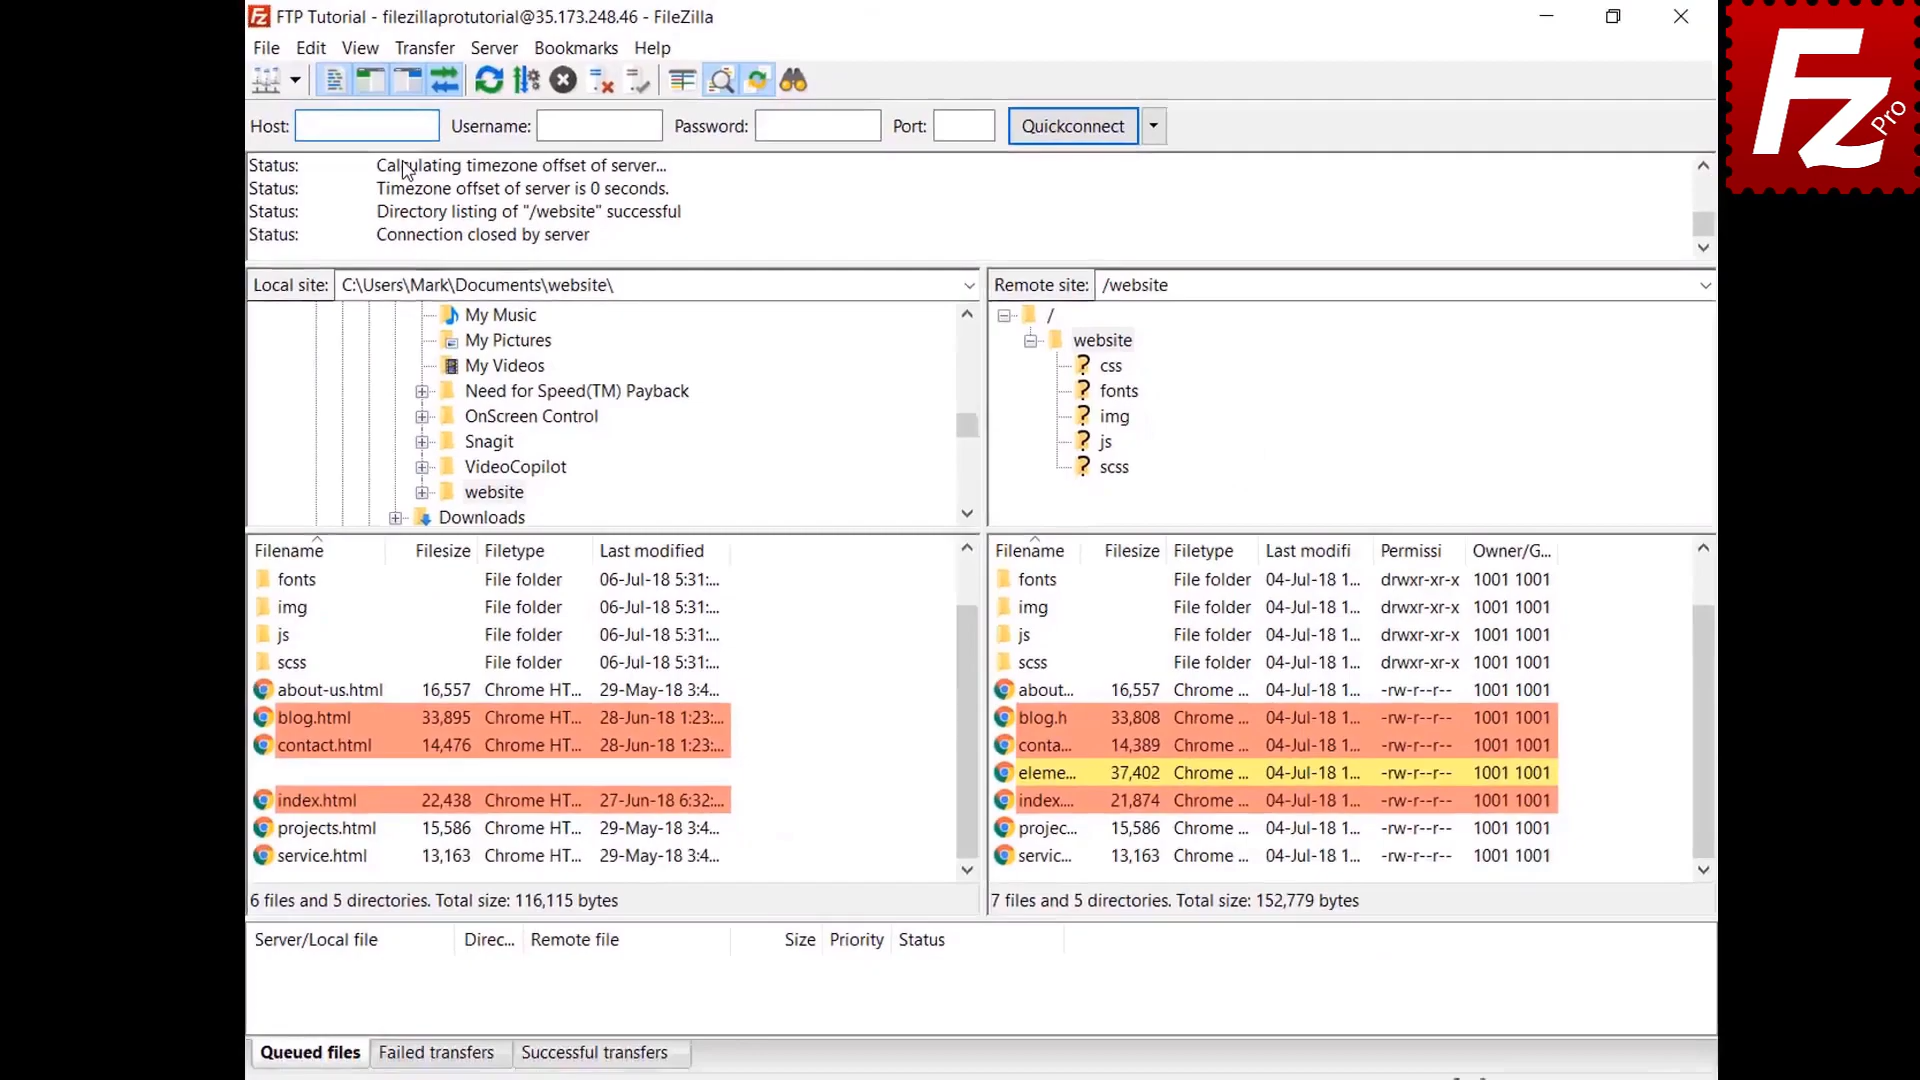 FTP Tutorial - filezillaprotutorial@35.173.248.46 - FileZilla
File Edit View Transfer Server Bookmarks Help
Host: Username: Password: Port: Quickconnect
Status: Calculating timezone offset of server...
Status: Timezone offset of server is 0 seconds.
Status: Directory listing of "/website" successful
Status: Connection closed by server
Local site: C:\Users\Mark\Documents\website\
My Music
My Pictures
My Videos
Need for Speed(TM) Payback
OnScreen Control
Snagit
VideoCopilot
website
Downloads
Remote site: /website
/
website
css
fonts
img
js
scss
Filename Filesize Filetype Last modified
fonts File folder 06-Jul-18 5:31:...
img File folder 06-Jul-18 5:31:...
js File folder 06-Jul-18 5:31:...
scss File folder 06-Jul-18 5:31:...
about-us.html 16,557 Chrome HT... 29-May-18 3:4...
blog.html 33,895 Chrome HT... 28-Jun-18 1:23:...
contact.html 14,476 Chrome HT... 28-Jun-18 1:23:...
index.html 22,438 Chrome HT... 27-Jun-18 6:32:...
projects.html 15,586 Chrome HT... 29-May-18 3:4...
service.html 13,163 Chrome HT... 29-May-18 3:4...
6 files and 5 directories. Total size: 116,115 bytes
Filename Filesize Filetype Last modifi Permissi Owner/G...
fonts File folder 04-Jul-18 1... drwxr-xr-x 1001 1001
img File folder 04-Jul-18 1... drwxr-xr-x 1001 1001
js File folder 04-Jul-18 1... drwxr-xr-x 1001 1001
scss File folder 04-Jul-18 1... drwxr-xr-x 1001 1001
about... 16,557 Chrome ... 04-Jul-18 1... -rw-r--r-- 1001 1001
blog.h 33,808 Chrome ... 04-Jul-18 1... -rw-r--r-- 1001 1001
conta... 14,389 Chrome ... 04-Jul-18 1... -rw-r--r-- 1001 1001
eleme... 37,402 Chrome ... 04-Jul-18 1... -rw-r--r-- 1001 1001
index.... 21,874 Chrome ... 04-Jul-18 1... -rw-r--r-- 1001 1001
projec... 15,586 Chrome ... 04-Jul-18 1... -rw-r--r-- 1001 1001
servic... 13,163 Chrome ... 04-Jul-18 1... -rw-r--r-- 1001 1001
7 files and 5 directories. Total size: 152,779 bytes
Server/Local file Direc... Remote file Size Priority Status
Queued files Failed transfers Successful transfers
Fz Pro